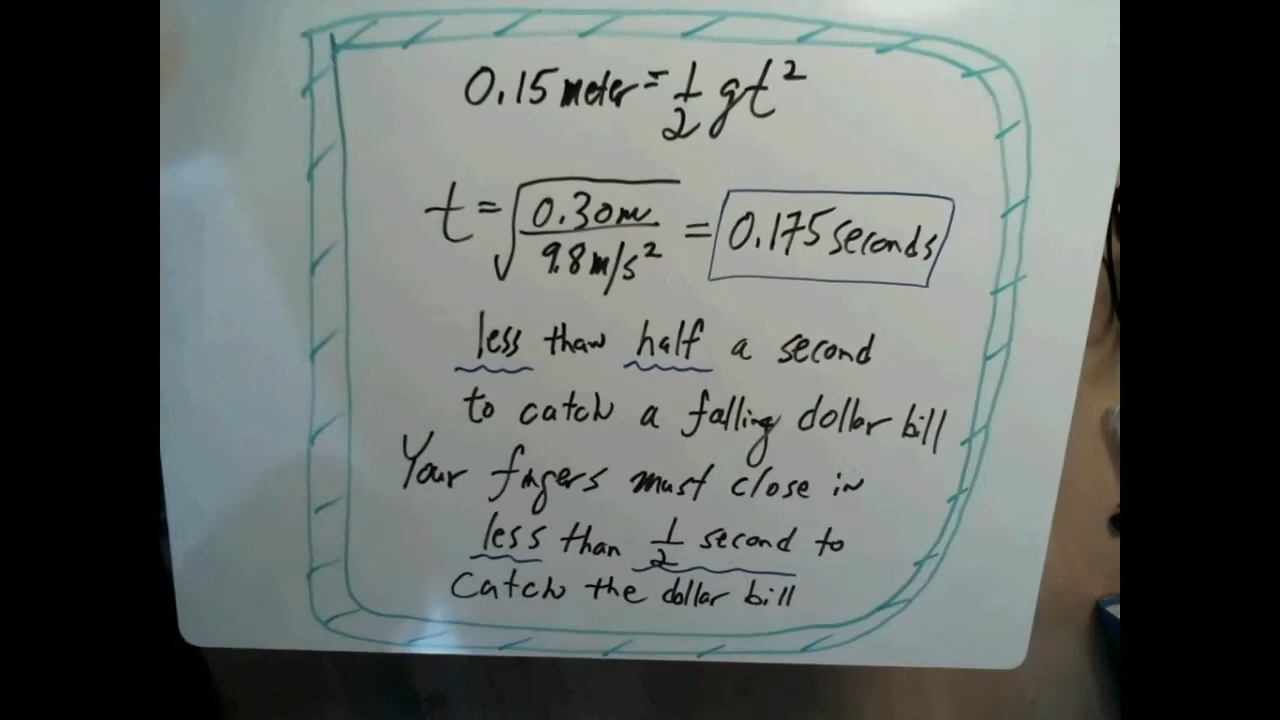 0.15 meter = 1/2 gt²
t = √(0.30m / 9.8m/s²) = 0.175 seconds
less than half a second
to catch a falling dollar bill
Your fingers must close in
less than 1/2 second to
catch the dollar bill